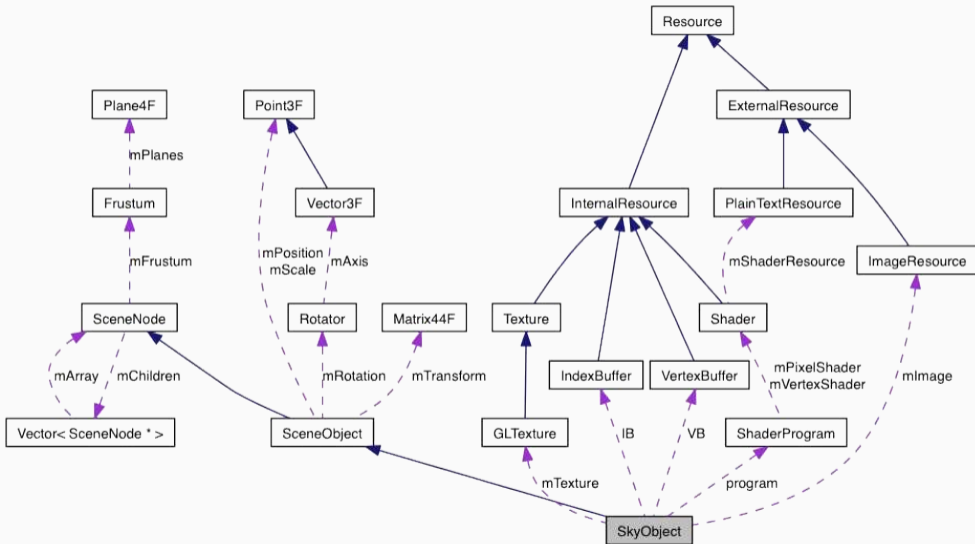 Resource
Plane4F
Point3F
ExternalResource
mPlanes
Frustum
Vector3F
InternalResource
PlainTextResource
mFrustum
mPosition
mScale
mAxis
mShaderResource
ImageResource
SceneNode
Rotator
Matrix44F
Texture
Shader
mArray
mChildren
mRotation
mTransform
IndexBuffer
VertexBuffer
mPixelShader
mVertexShader
mImage
Vector< SceneNode * >
SceneObject
GLTexture
IB
VB
ShaderProgram
mTexture
program
SkyObject